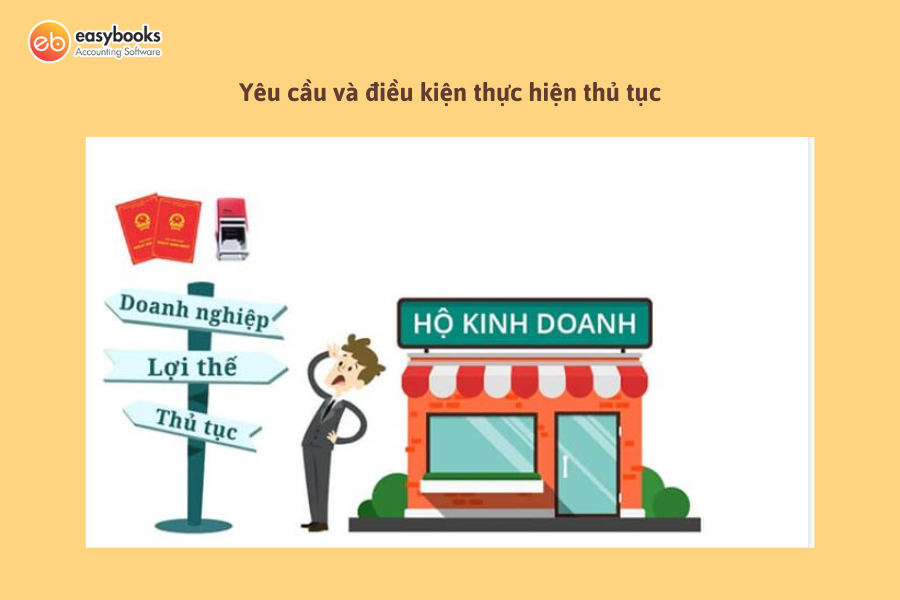 eb easybooks
Accounting Software
Yêu cầu và điều kiện thực hiện thủ tục
Doanh nghiệp
Lợi thế
Thủ tục
HỘ KINH DOANH